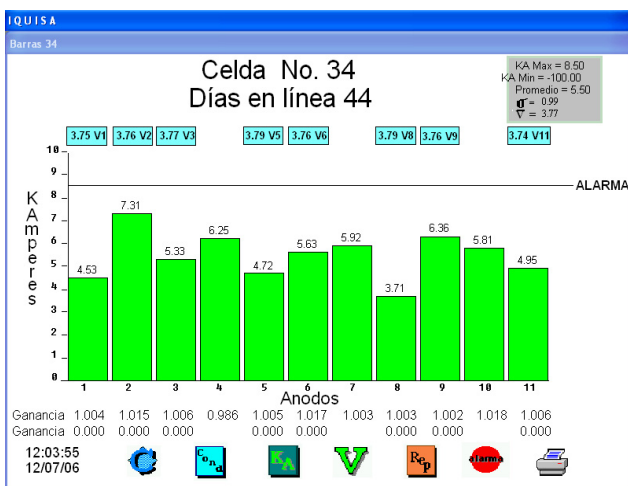 IQUISA
Barras 34
Celda No. 34
Días en línea 44
KA Max = 8.50
KA Min = -100.00
Promedio = 5.50
σ = 0.99
∇ = 3.77
3.75 V1 3.76 V2 3.77 V3 3.79 V5 3.76 V6 3.79 V8 3.76 V9 3.74 V11
10
9
ALARMA
8
7
6
5
4
3
2
1
0
KAmperes
4.53 7.31 5.33 6.25 4.72 5.63 5.92 3.71 6.36 5.81 4.95
1 2 3 4 5 6 7 8 9 10 11
Anodos
Ganancia 1.004 1.015 1.006 0.986 1.005 1.017 1.003 1.003 1.002 1.018 1.006
Ganancia 0.000 0.000 0.000 0.000 0.000 0.000 0.000 0.000
12:03:55
12/07/06
C Cond KA V Rep alarma